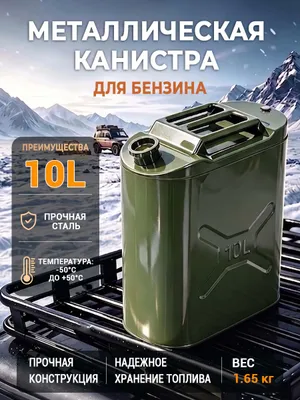 МЕТАЛЛИЧЕСКАЯ
КАНИСТРА
ДЛЯ БЕНЗИНА
ПРЕИМУЩЕСТВА
10L
ПРОЧНАЯ
СТАЛЬ
ТЕМПЕРАТУРА:
-50°C
ДО +50°C
10L
ПРОЧНАЯ
КОНСТРУКЦИЯ
НАДЕЖНОЕ
ХРАНЕНИЕ ТОПЛИВА
ВЕС
1.65 кг